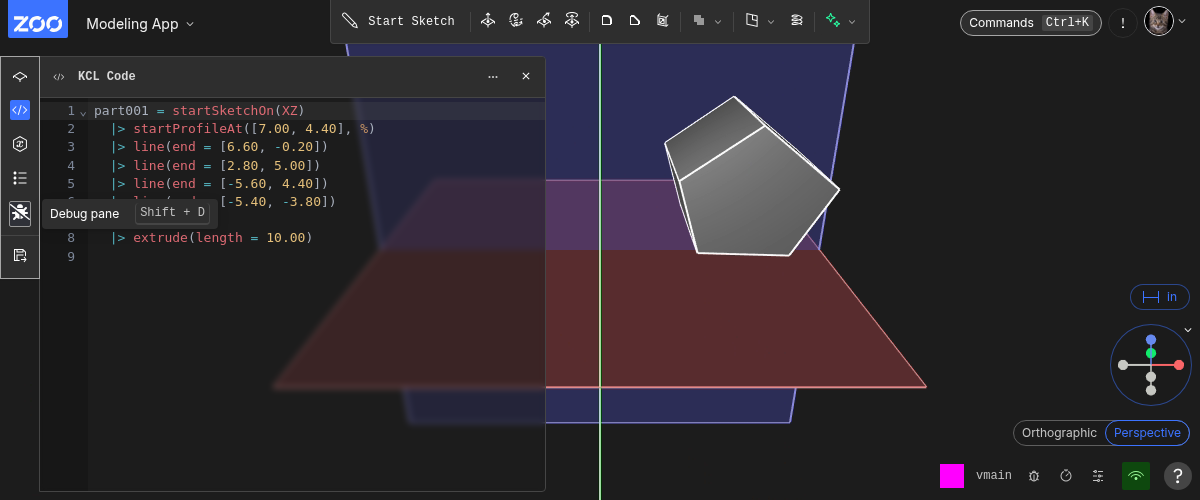 ZOO
Modeling App
Start Sketch
Commands Ctrl+K
!
KCL Code
1 part001 = startSketchOn(XZ)
2 |> startProfileAt([7.00, 4.40], %)
3 |> line(end = [6.60, -0.20])
4 |> line(end = [2.80, 5.00])
5 |> line(end = [-5.60, 4.40])
[-5.40, -3.80])
Debug pane Shift + D
8 |> extrude(length = 10.00)
9
in
Orthographic Perspective
vmain
?